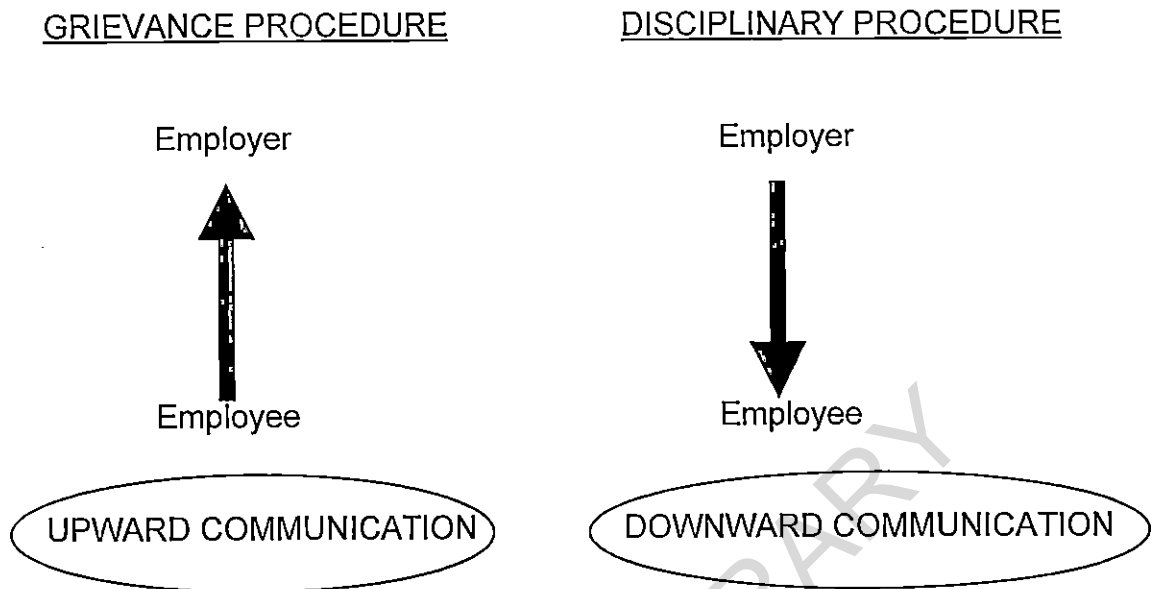 GRIEVANCE PROCEDURE
Employer
Employee
UPWARD COMMUNICATION
DISCIPLINARY PROCEDURE
Employer
Employee
DOWNWARD COMMUNICATION